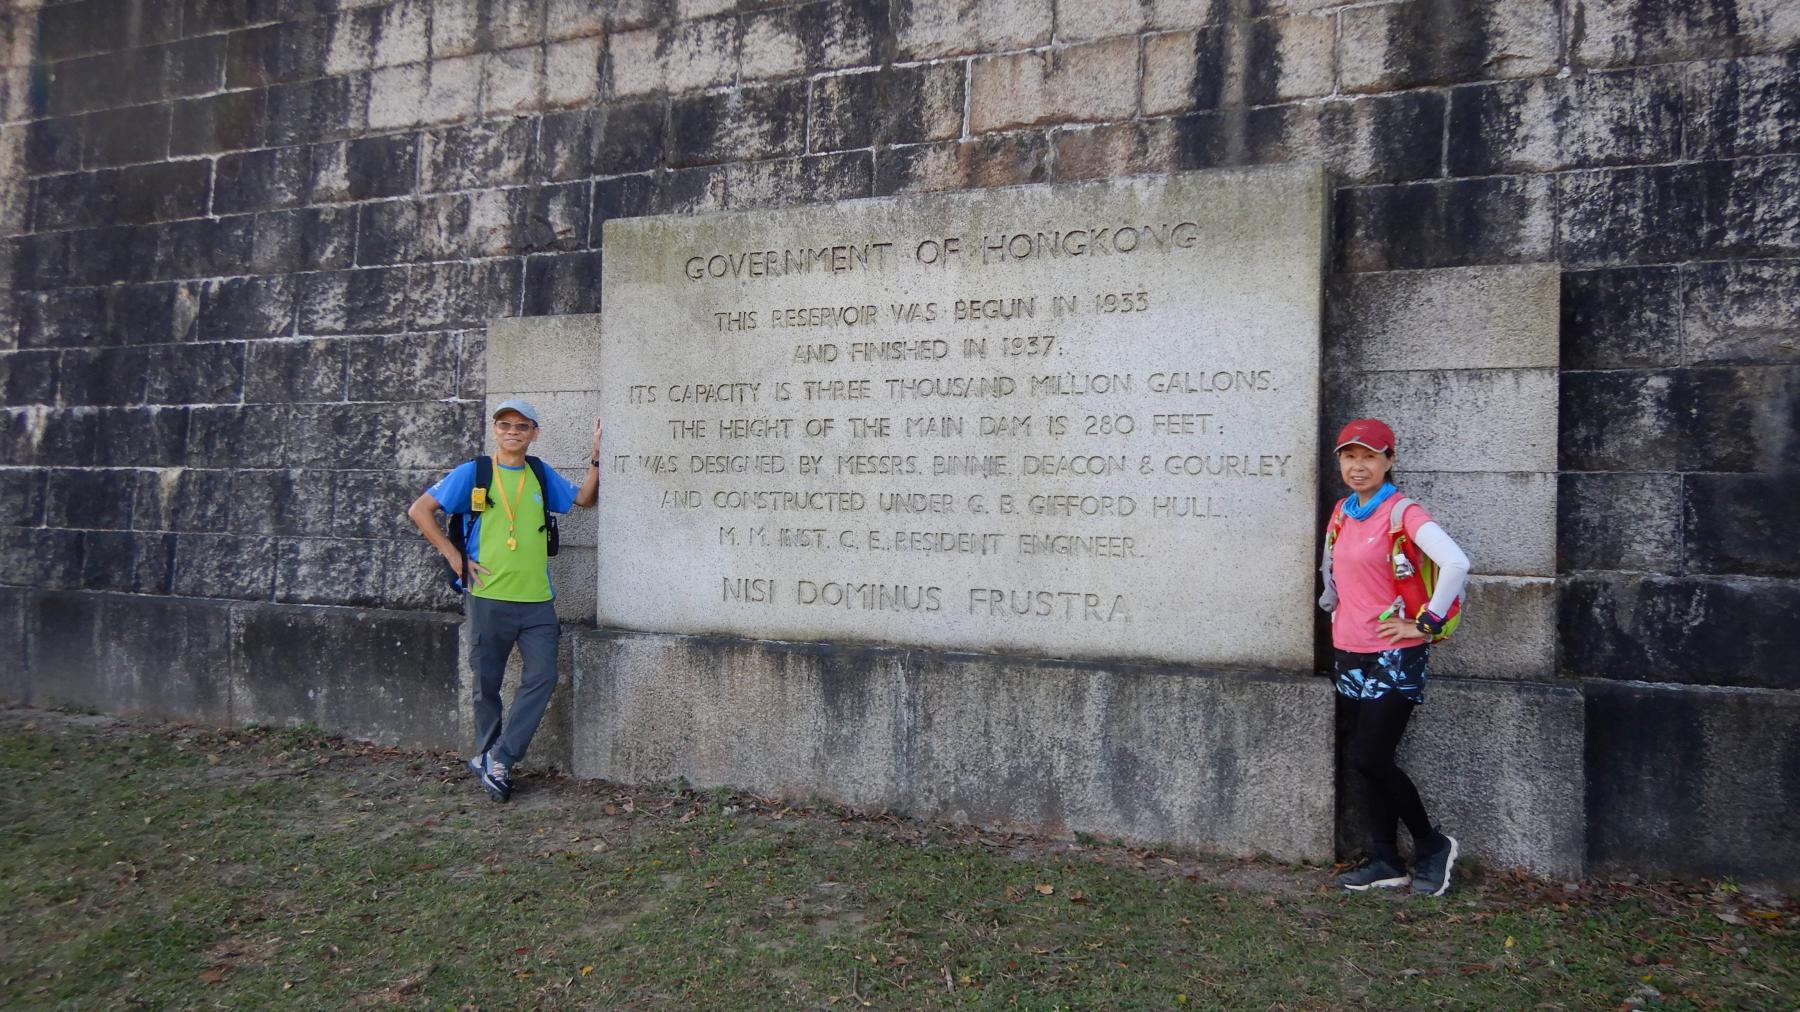 GOVERNMENT OF HONGKONG
THIS RESERVOIR WAS BEGUN IN 1933
AND FINISHED IN 1937:
ITS CAPACITY IS THREE THOUSAND MILLION GALLONS.
THE HEIGHT OF THE MAIN DAM IS 280 FEET:
IT WAS DESIGNED BY MESSRS. BINNIE, DEACON & GOURLEY
AND CONSTRUCTED UNDER G. B. GIFFORD HULL,
M. M. INST. C. E. RESIDENT ENGINEER.
NISI DOMINUS FRUSTRA